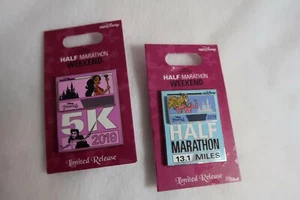 HALF MARATHON
WEEKEND
5K
2019
Limited Release
HALF MARATHON
WEEKEND
HALF
MARATHON
13.1 MILES
Limited Release